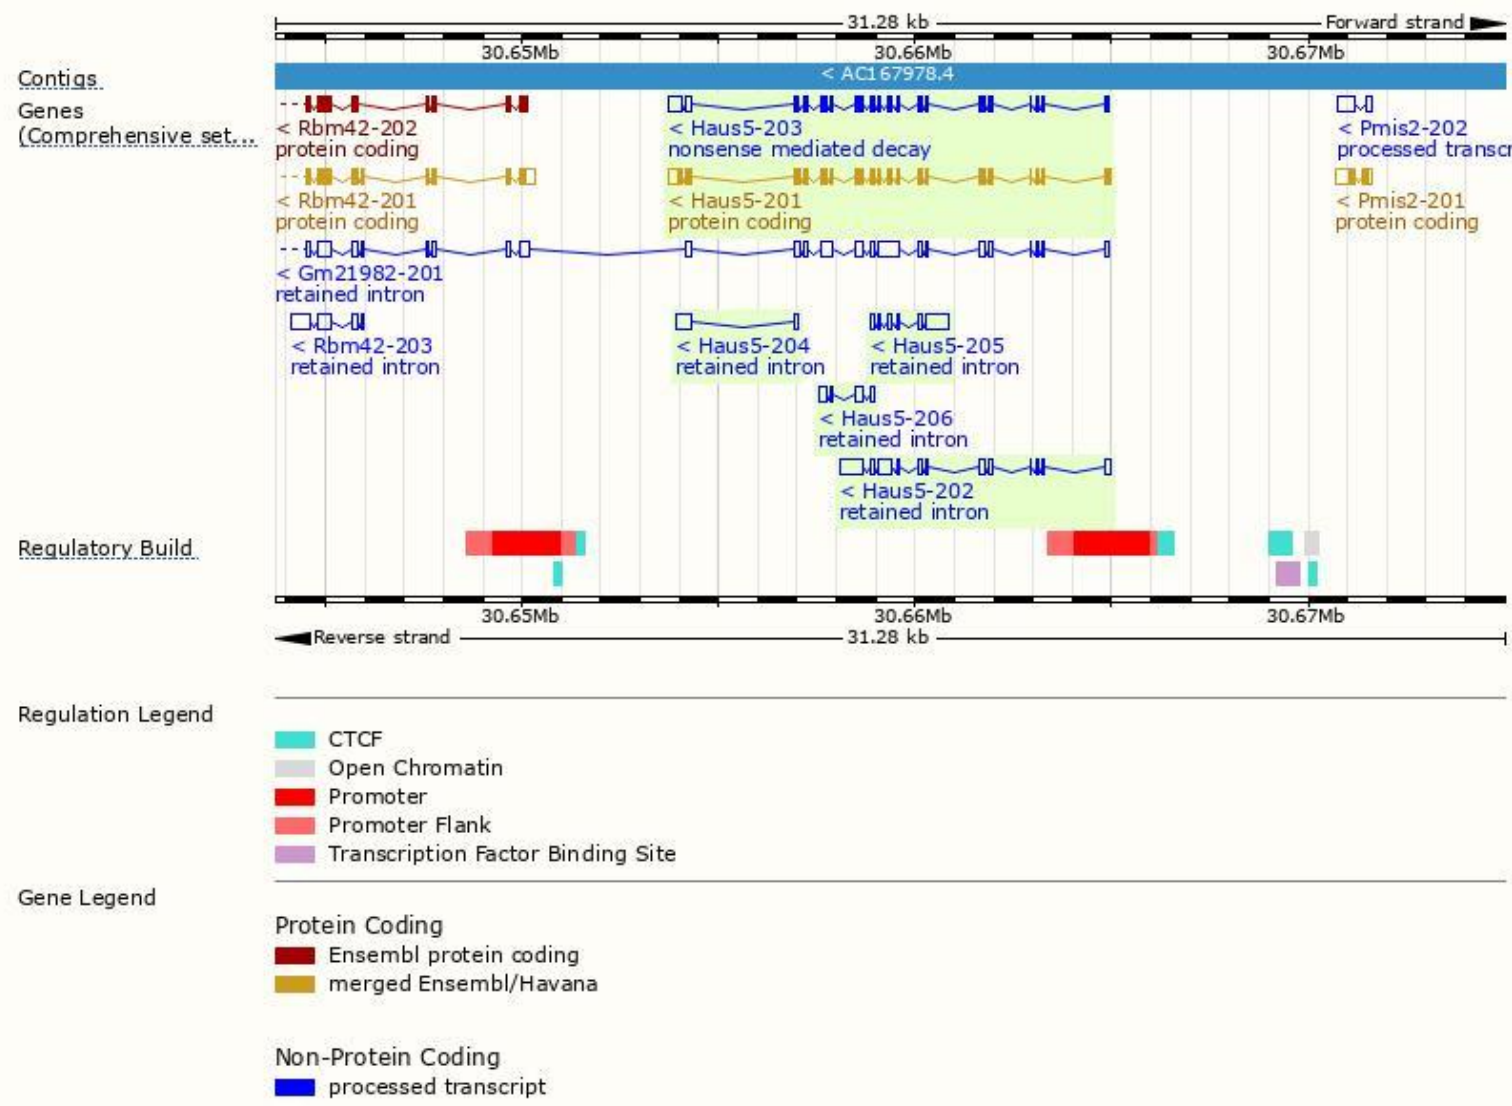 31.28 kb Forward strand
30.65Mb 30.66Mb 30.67Mb
Contigs < AC167978.4
Genes
(Comprehensive set...
< Rbm42-202 < Haus5-203 < Pmis2-202
protein coding nonsense mediated decay processed transcr
< Rbm42-201 < Haus5-201 < Pmis2-201
protein coding protein coding protein coding
< Gm21982-201
retained intron
< Rbm42-203 < Haus5-204 < Haus5-205
retained intron retained intron retained intron
< Haus5-206
retained intron
< Haus5-202
retained intron
Regulatory Build
30.65Mb 30.66Mb 30.67Mb
Reverse strand 31.28 kb
Regulation Legend
CTCF
Open Chromatin
Promoter
Promoter Flank
Transcription Factor Binding Site
Gene Legend
Protein Coding
Ensembl protein coding
merged Ensembl/Havana
Non-Protein Coding
processed transcript